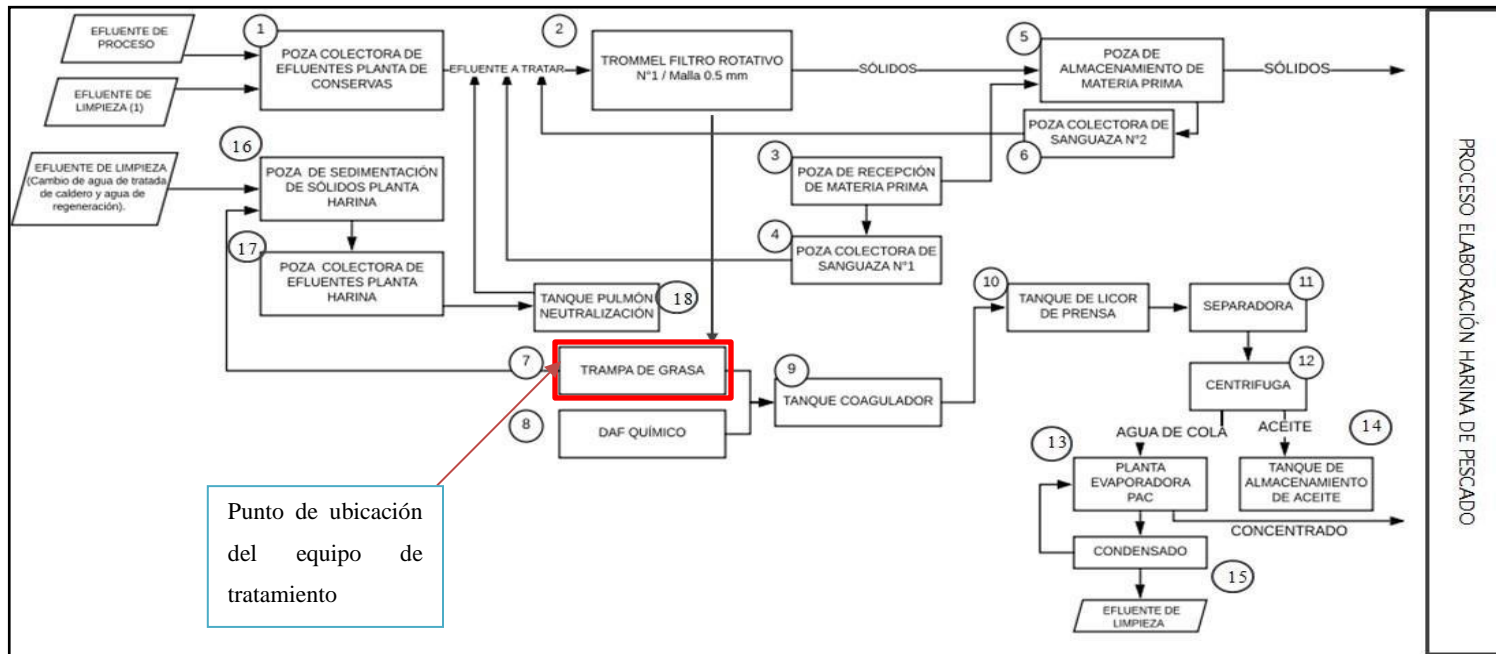 EFLUENTE DE
PROCESO
EFLUENTE DE
LIMPIEZA (1)
1
POZA COLECTORA DE
EFLUENTES PLANTA DE
CONSERVAS
EFLUENTE A TRATAR
2
TROMMEL FILTRO ROTATIVO
N°1 / Malla 0.5 mm
SÓLIDOS
5
POZA DE
ALMACENAMIENTO DE
MATERIA PRIMA
SÓLIDOS
POZA COLECTORA DE
SANGUAZA N°2
6
3
POZA DE RECEPCIÓN
DE MATERIA PRIMA
4
POZA COLECTORA DE
SANGUAZA N°1
EFLUENTE DE LIMPIEZA
(Cambio de agua de tratada
de caldero y agua de
regeneración).
16
POZA DE SEDIMENTACIÓN
DE SÓLIDOS PLANTA
HARINA
17
POZA COLECTORA DE
EFLUENTES PLANTA
HARINA
TANQUE PULMÓN
NEUTRALIZACIÓN
18
7
TRAMPA DE GRASA
8
DAF QUÍMICO
9
TANQUE COAGULADOR
10
TANQUE DE LICOR
DE PRENSA
11
SEPARADORA
12
CENTRIFUGA
AGUA DE COLA
ACEITE
13
PLANTA
EVAPORADORA
PAC
14
TANQUE DE
ALMACENAMIENTO
DE ACEITE
CONCENTRADO
CONDENSADO
15
EFLUENTE DE
LIMPIEZA
Punto de ubicación
del equipo de
tratamiento
PROCESO ELABORACIÓN HARINA DE PESCADO